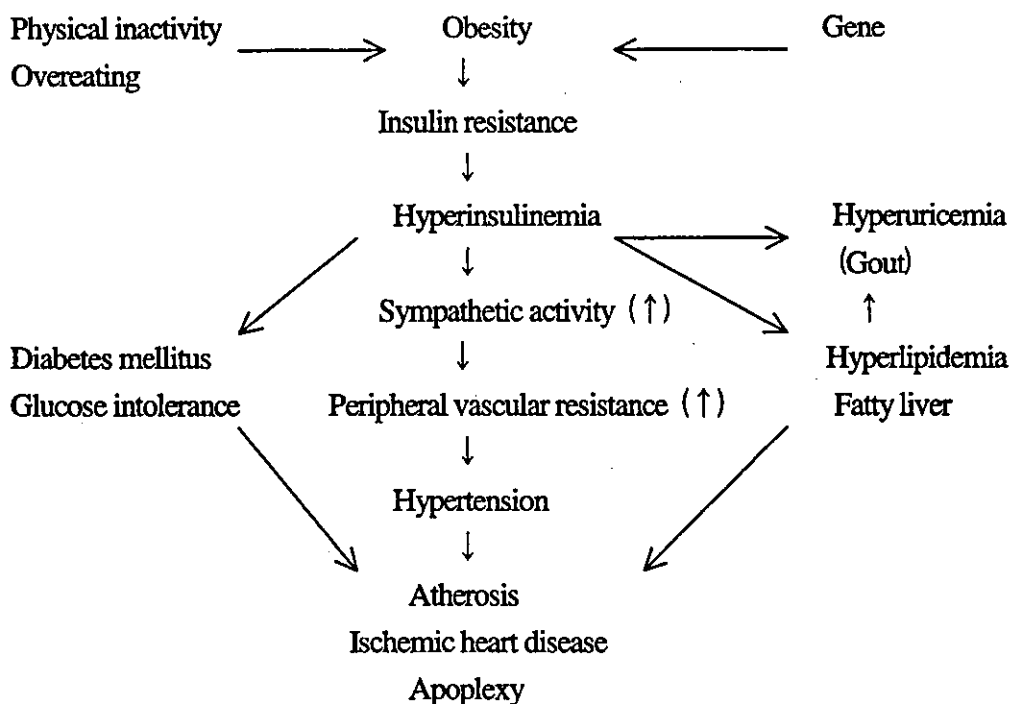 Physical inactivity
Overeating
Obesity
Gene
↓
Insulin resistance
↓
Hyperinsulinemia
Hyperuricemia
(Gout)
↓
↑
Sympathetic activity (↑)
Diabetes mellitus
Glucose intolerance
↓
Hyperlipidemia
Fatty liver
Peripheral vascular resistance (↑)
↓
Hypertension
↓
Atherosis
Ischemic heart disease
Apoplexy